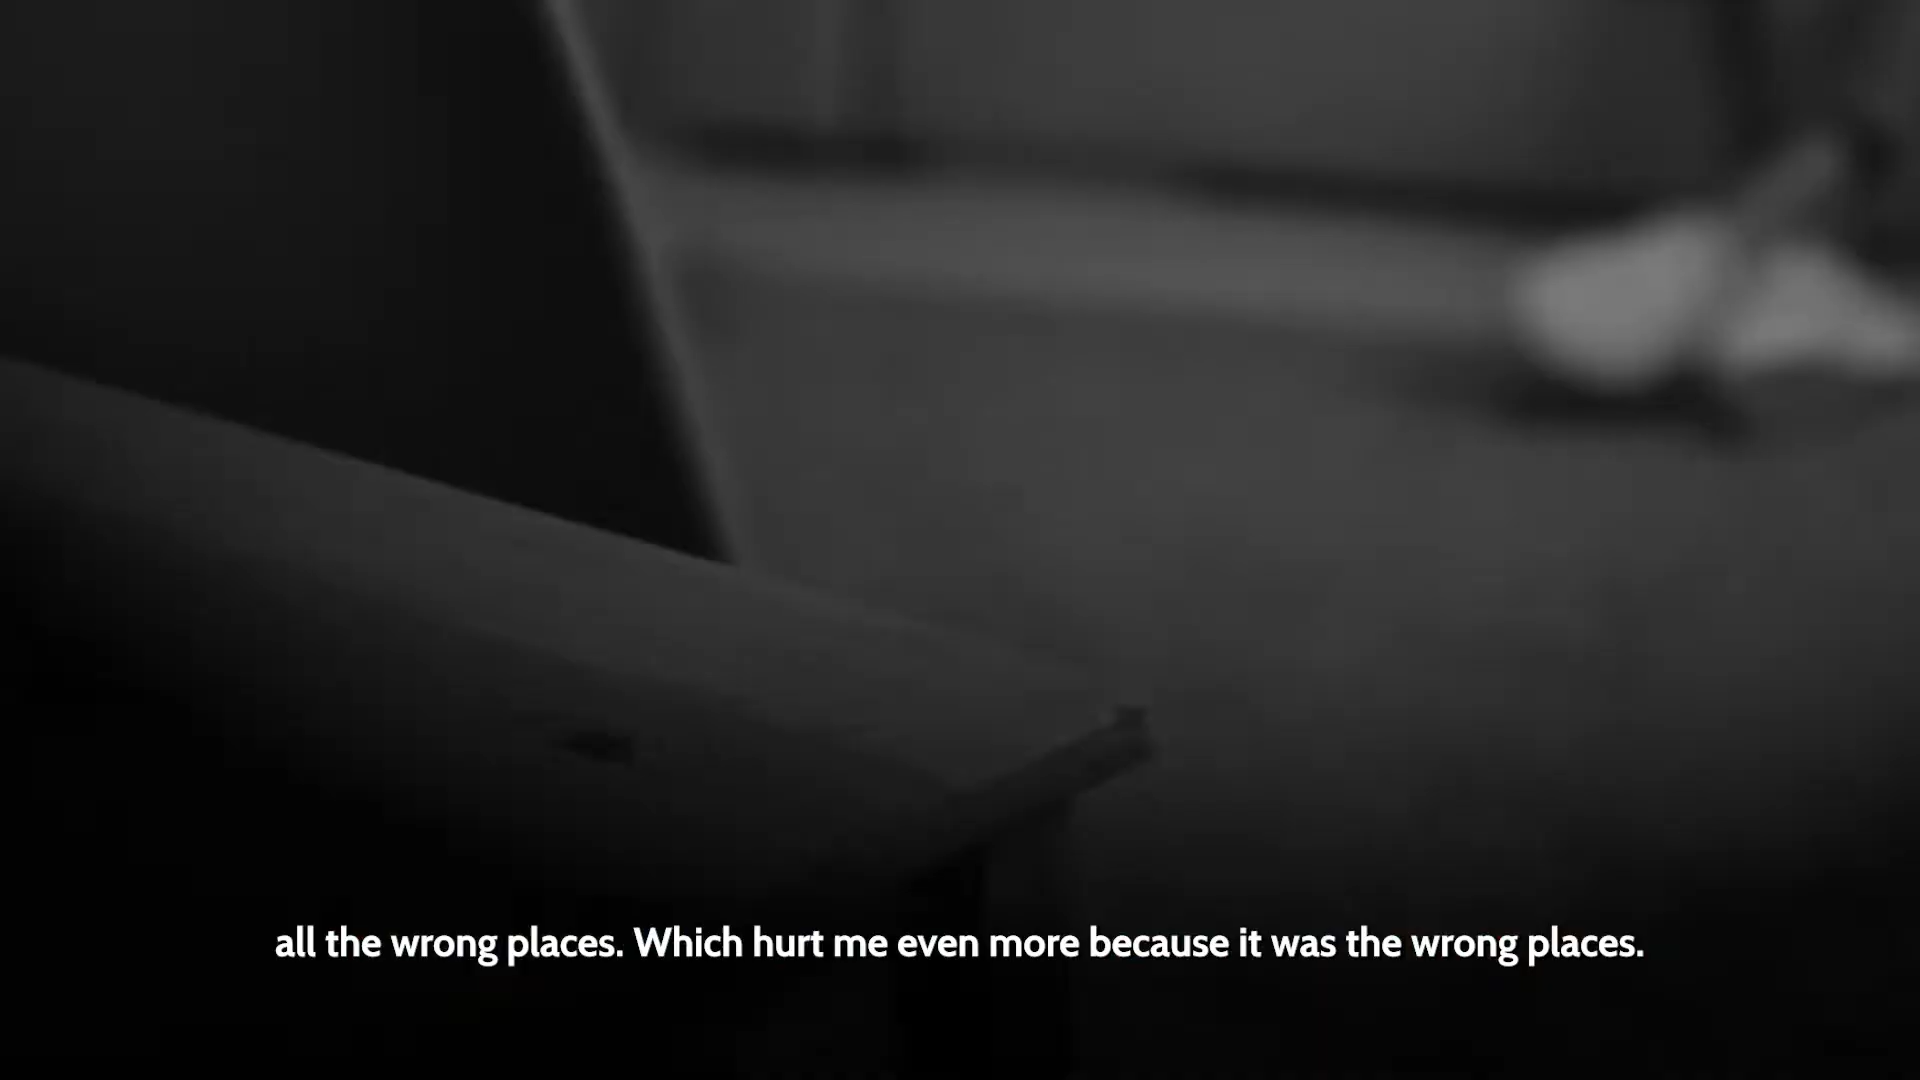 all the wrong places. Which hurt me even more because it was the wrong places.